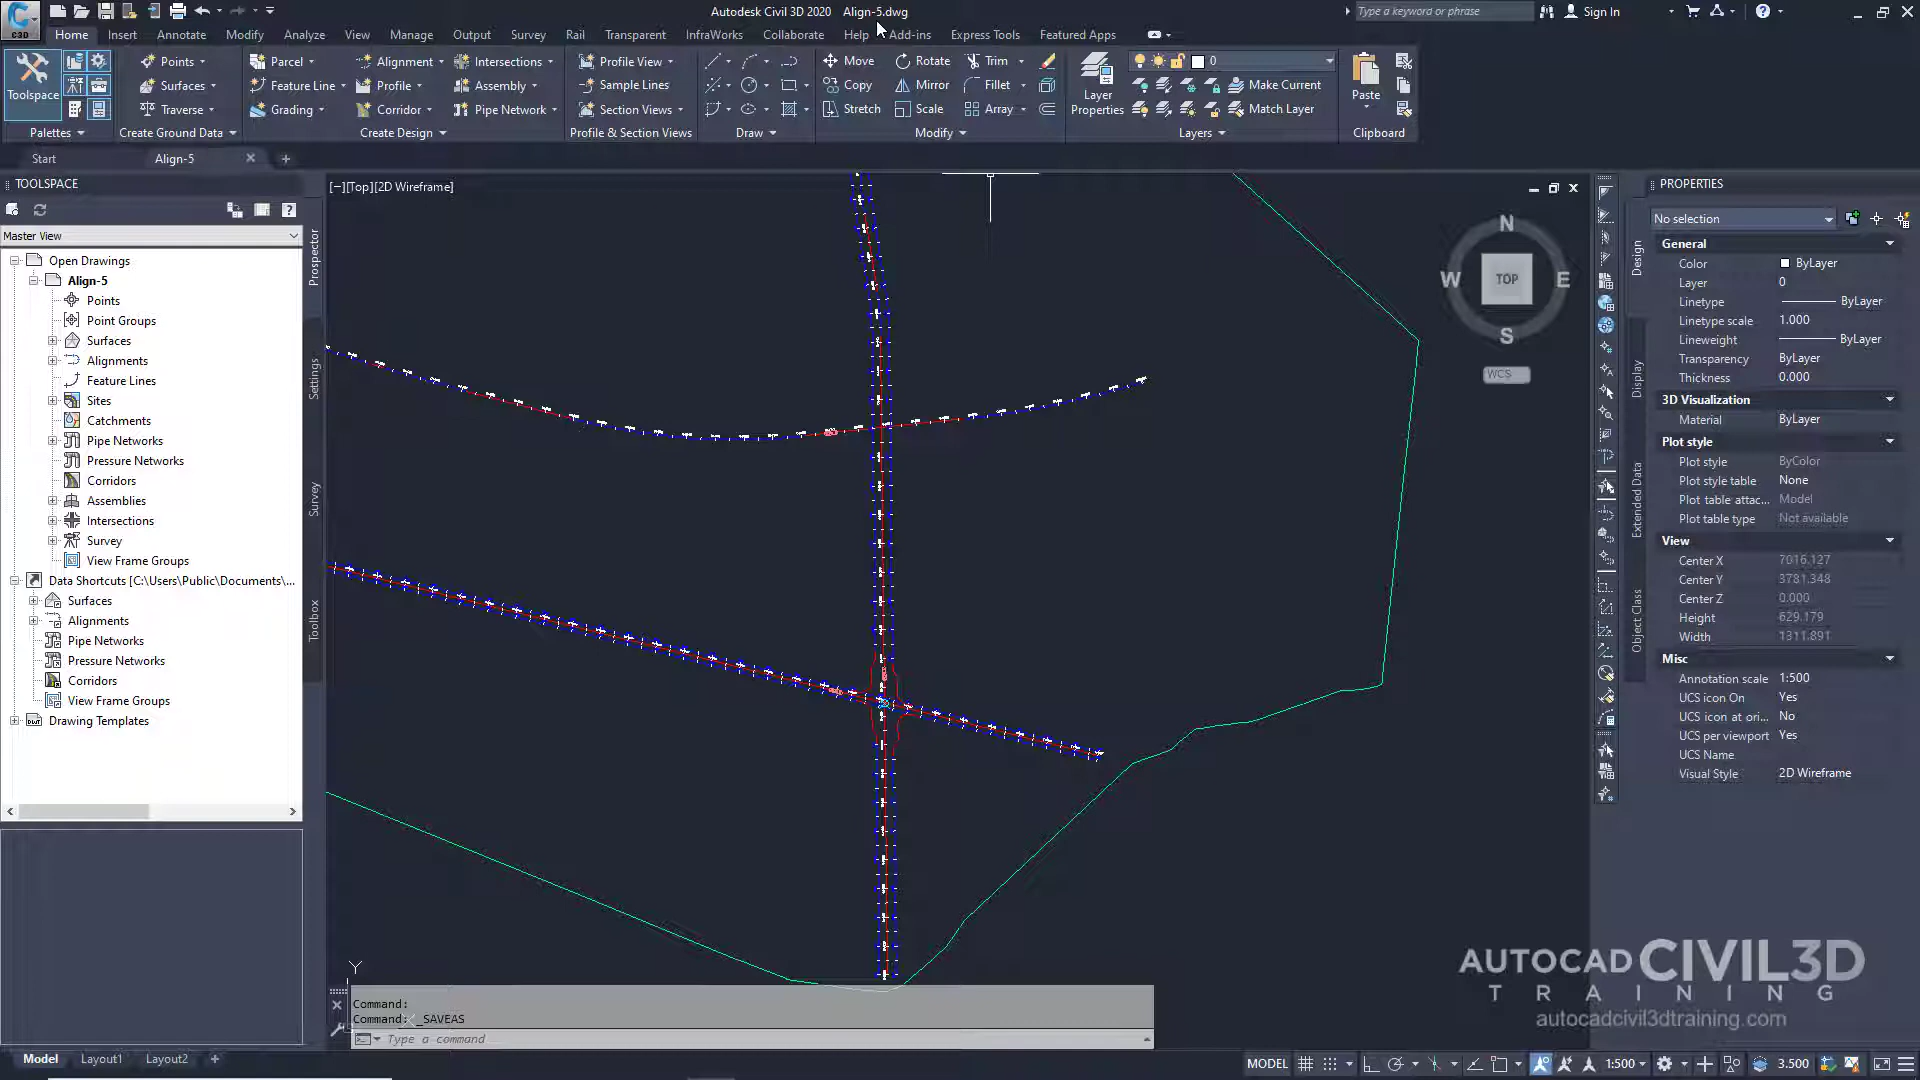 Autodesk Civil 3D 2020 Align-5.dwg
Type a keyword or phrase
Sign In
C3D
Home Insert Annotate Modify Analyze View Manage Output Survey Rail Transparent InfraWorks Collaborate Help Add-ins Express Tools Featured Apps
Toolspace
Points
Surfaces
Traverse
Parcel
Feature Line
Grading
Alignment
Profile
Corridor
Intersections
Assembly
Pipe Network
Profile View
Sample Lines
Section Views
Move
Copy
Stretch
Rotate
Mirror
Scale
Trim
Fillet
Array
Layer
Properties
0
Make Current
Match Layer
Paste
Palettes
Create Ground Data
Create Design
Profile & Section Views
Draw
Modify
Layers
Clipboard
Start
Align-5
TOOLSPACE
Master View
Open Drawings
Align-5
Points
Point Groups
Surfaces
Alignments
Feature Lines
Sites
Catchments
Pipe Networks
Pressure Networks
Corridors
Assemblies
Intersections
Survey
View Frame Groups
Data Shortcuts [C:\Users\Public\Documents\...
Surfaces
Alignments
Pipe Networks
Pressure Networks
Corridors
View Frame Groups
Drawing Templates
Prospector
Settings
Survey
Toolbox
[−][Top][2D Wireframe]
N
W
TOP
E
S
WCS
Y
X
Command:
Command: _SAVEAS
Type a command
PROPERTIES
No selection
Design
Display
Extended Data
Object Class
General
Color ByLayer
Layer 0
Linetype ByLayer
Linetype scale 1.000
Lineweight ByLayer
Transparency ByLayer
Thickness 0.000
3D Visualization
Material ByLayer
Plot style
Plot style ByColor
Plot style table None
Plot table attac... Model
Plot table type Not available
View
Center X 7016.127
Center Y 3781.348
Center Z 0.000
Height 629.179
Width 1311.891
Misc
Annotation scale 1:500
UCS icon On Yes
UCS icon at ori... No
UCS per viewport Yes
UCS Name
Visual Style 2D Wireframe
AUTOCAD CIVIL3D
TRAINING
autocadcivil3dtraining.com
Model Layout1 Layout2
MODEL
1:500
3.500